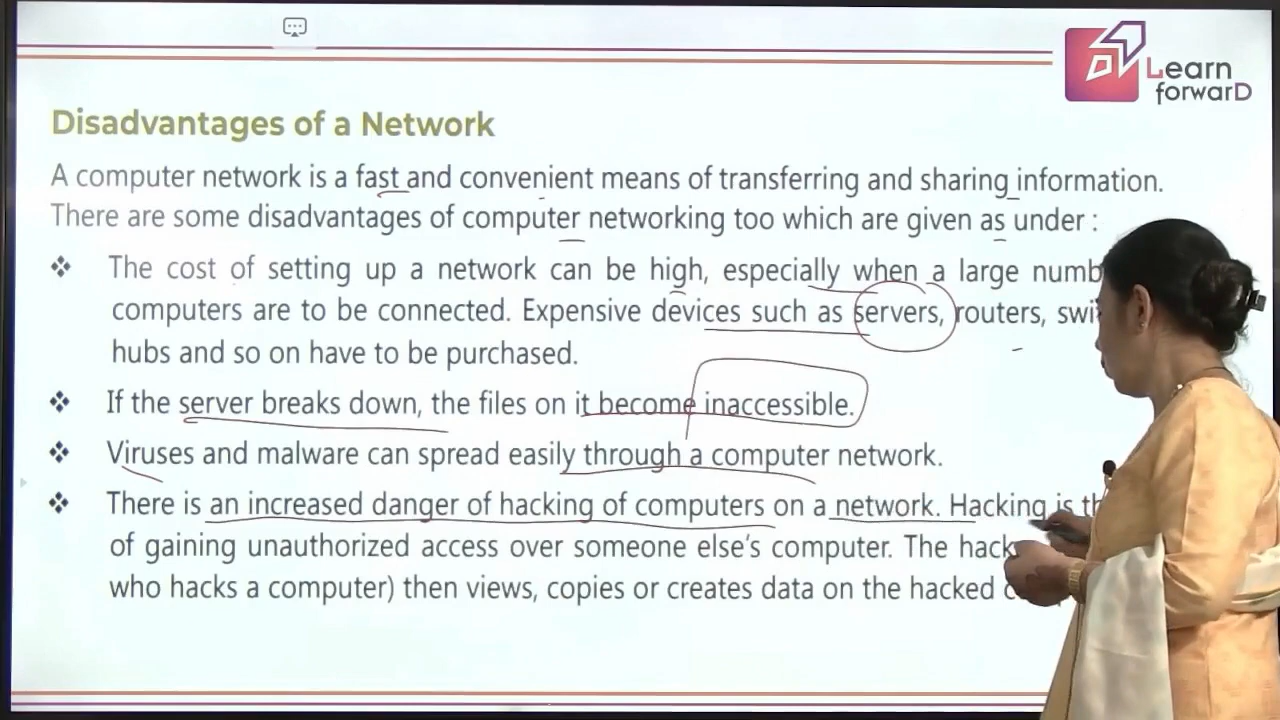 Learn
forwarD
Disadvantages of a Network
A computer network is a fast and convenient means of transferring and sharing information.
There are some disadvantages of computer networking too which are given as under :
❖ The cost of setting up a network can be high, especially when a large numb
computers are to be connected. Expensive devices such as servers, routers, swi
hubs and so on have to be purchased.
❖ If the server breaks down, the files on it become inaccessible.
❖ Viruses and malware can spread easily through a computer network.
❖ There is an increased danger of hacking of computers on a network. Hacking is th
of gaining unauthorized access over someone else's computer. The hack
who hacks a computer) then views, copies or creates data on the hacked